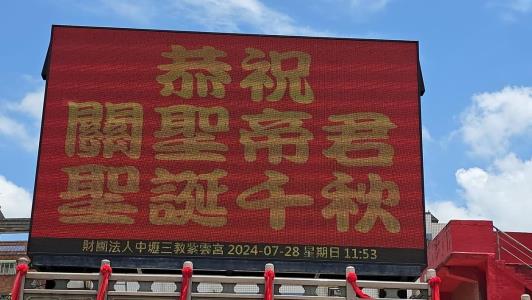 恭祝
關聖帝君
聖誕千秋
財團法人中壢三教紫雲宮 2024-07-28 星期日 11:53